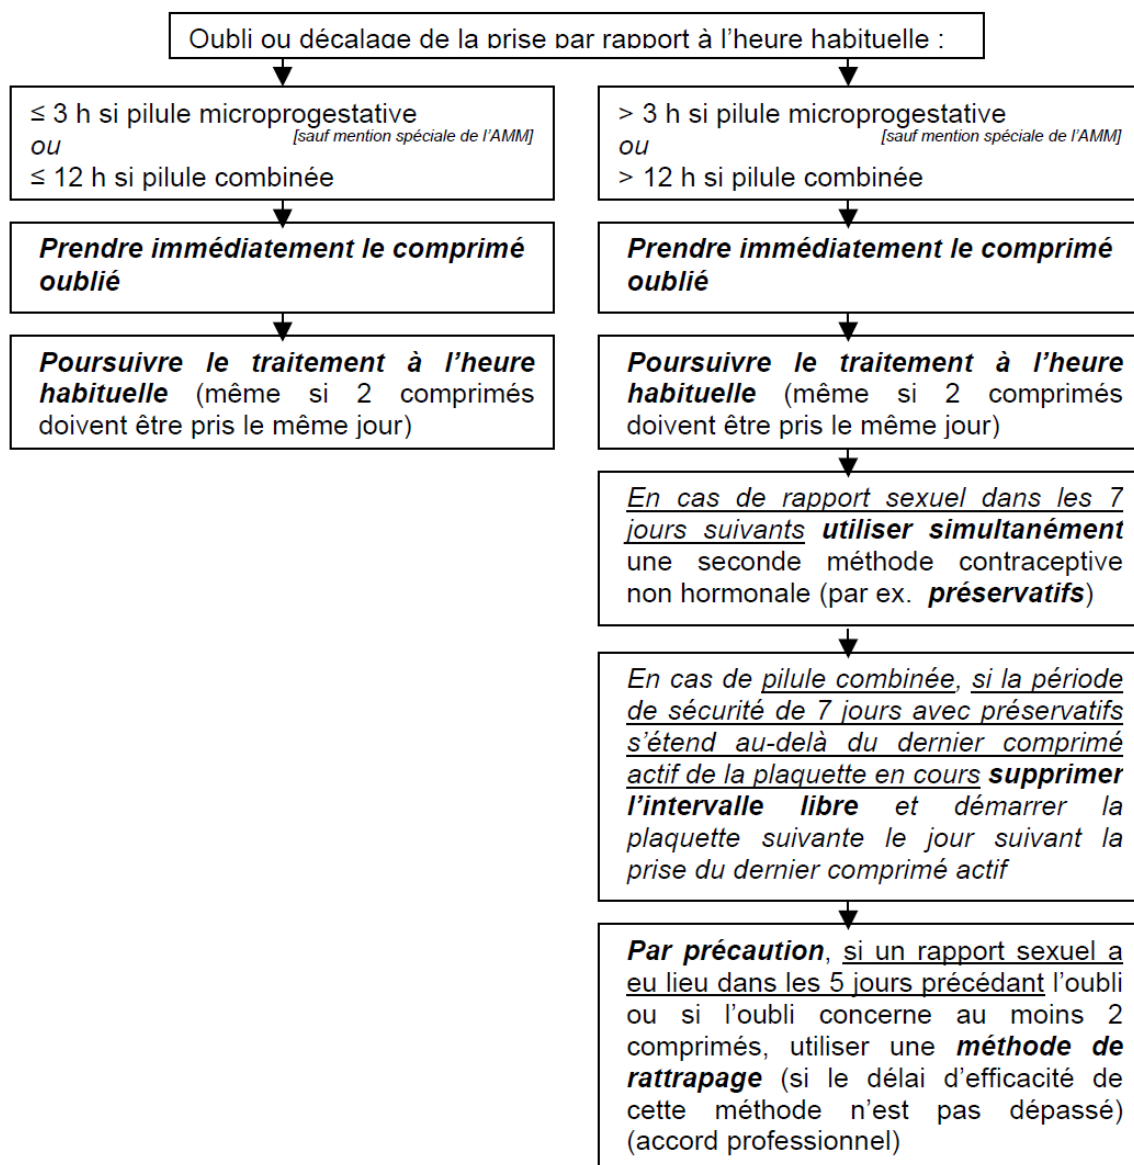 Oubli ou décalage de la prise par rapport à l'heure habituelle :
≤ 3 h si pilule microprogestative
[sauf mention spéciale de l'AMM]
ou
≤ 12 h si pilule combinée
Prendre immédiatement le comprimé
oublié
Poursuivre le traitement à l'heure
habituelle (même si 2 comprimés
doivent être pris le même jour)
> 3 h si pilule microprogestative
[sauf mention spéciale de l'AMM]
ou
> 12 h si pilule combinée
Prendre immédiatement le comprimé
oublié
Poursuivre le traitement à l'heure
habituelle (même si 2 comprimés
doivent être pris le même jour)
En cas de rapport sexuel dans les 7
jours suivants utiliser simultanément
une seconde méthode contraceptive
non hormonale (par ex. préservatifs)
En cas de pilule combinée, si la période
de sécurité de 7 jours avec préservatifs
s'étend au-delà du dernier comprimé
actif de la plaquette en cours supprimer
l'intervalle libre et démarrer la
plaquette suivante le jour suivant la
prise du dernier comprimé actif
Par précaution, si un rapport sexuel a
eu lieu dans les 5 jours précédant l'oubli
ou si l'oubli concerne au moins 2
comprimés, utiliser une méthode de
rattrapage (si le délai d'efficacité de
cette méthode n'est pas dépassé)
(accord professionnel)